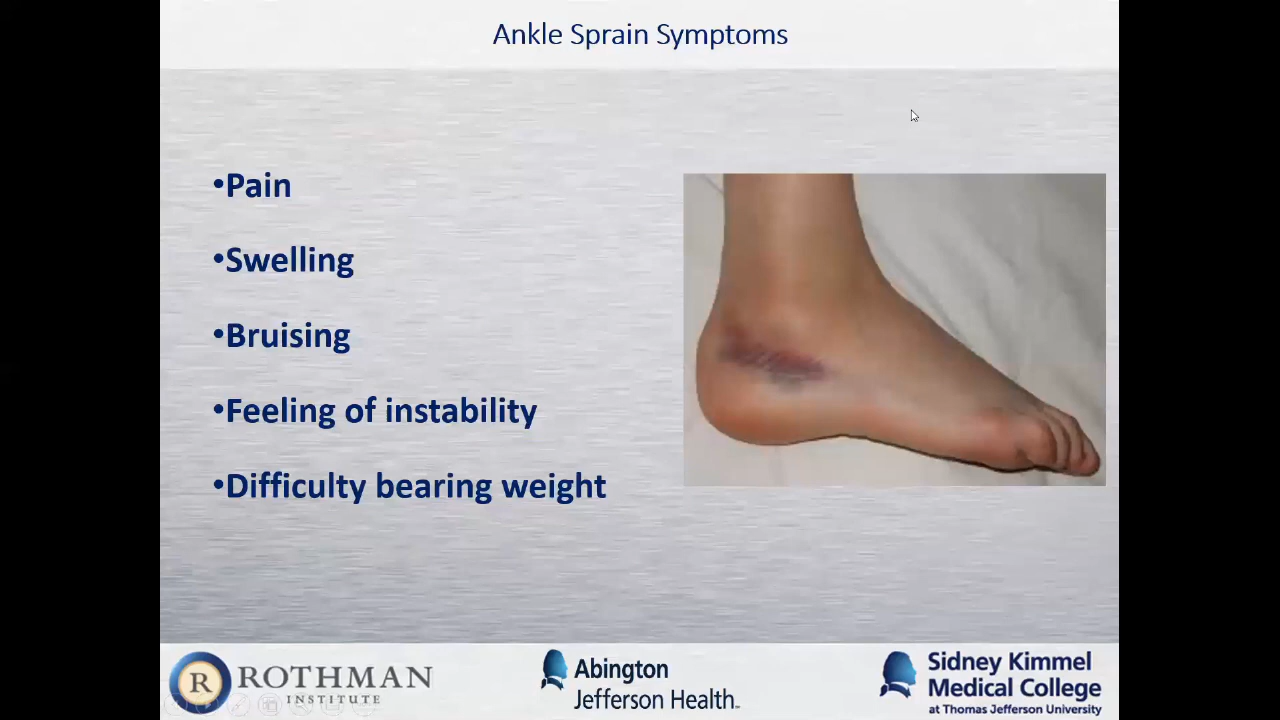 Ankle Sprain Symptoms
•Pain
•Swelling
•Bruising
•Feeling of instability
•Difficulty bearing weight
R ROTHMAN
INSTITUTE
Abington
Jefferson Health
Sidney Kimmel
Medical College
at Thomas Jefferson University